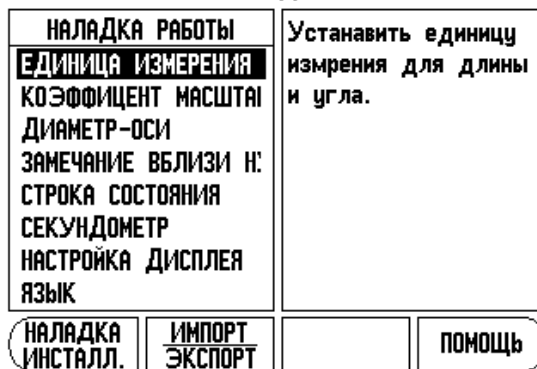 НАЛАДКА РАБОТЫ
ЕДИНИЦА ИЗМЕРЕНИЯ
КОЭФФИЦЕНТ МАСШТА
ДИАМЕТР-ОСИ
ЗАМЕЧАНИЕ ВБЛИЗИ
СТРОКА СОСТОЯНИЯ
СЕКУНДОМЕТР
НАСТРОЙКА ДИСПЛЕЯ
ЯЗЫК
Устанавить единицу
измрения для длины
и угла.
НАЛАДКА
ИНСТАЛЛ.
ИМПОРТ
ЭКСПОРТ
ПОМОЩЬ